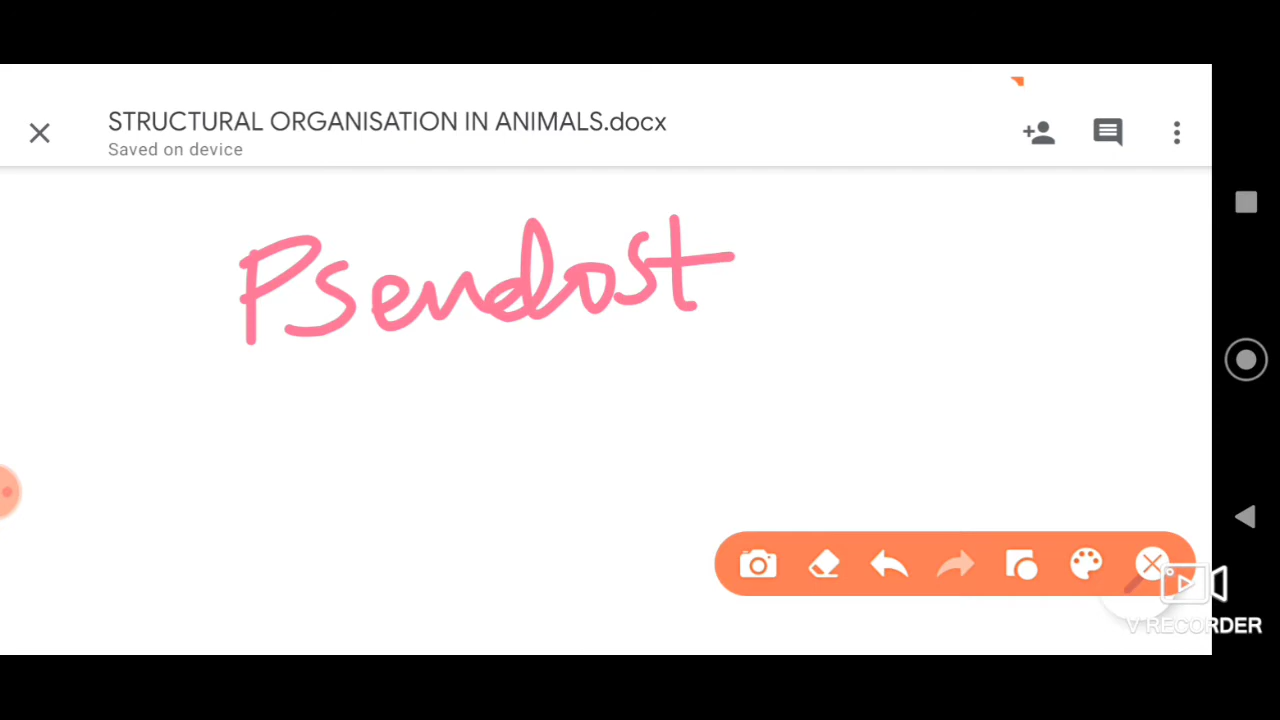 STRUCTURAL ORGANISATION IN ANIMALS.docx
Saved on device
Pseudost
V RECORDER